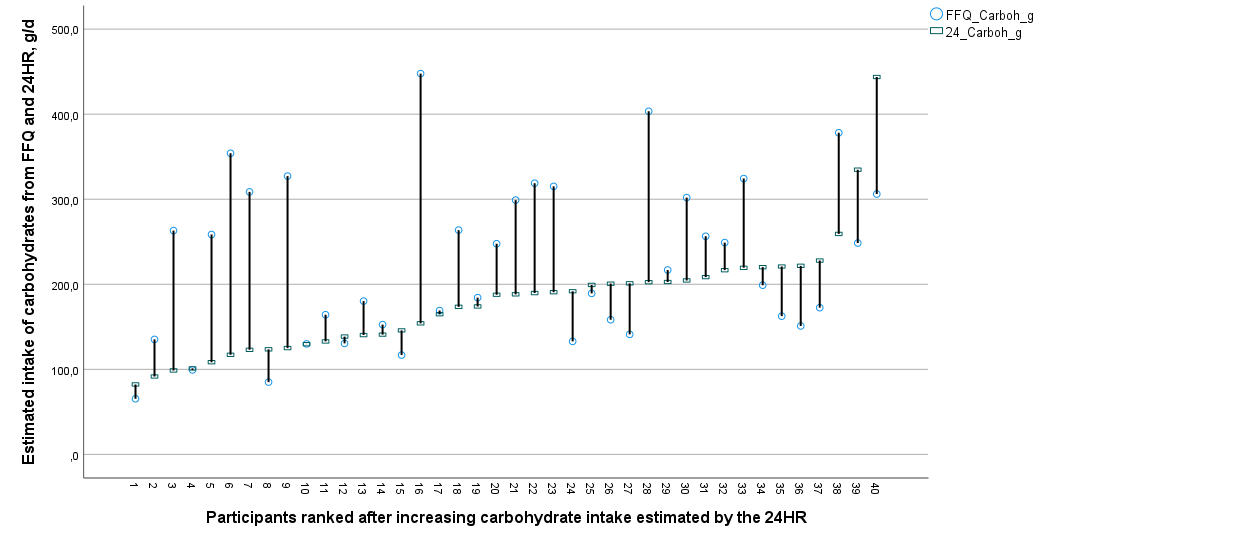 FFQ_Carboh_g
24_Carboh_g
Estimated intake of carbohydrates from FFQ and 24HR, g/d
500,0
400,0
300,0
200,0
100,0
,0
1 2 3 4 5 6 7 8 9 10 11 12 13 14 15 16 17 18 19 20 21 22 23 24 25 26 27 28 29 30 31 32 33 34 35 36 37 38 39 40
Participants ranked after increasing carbohydrate intake estimated by the 24HR